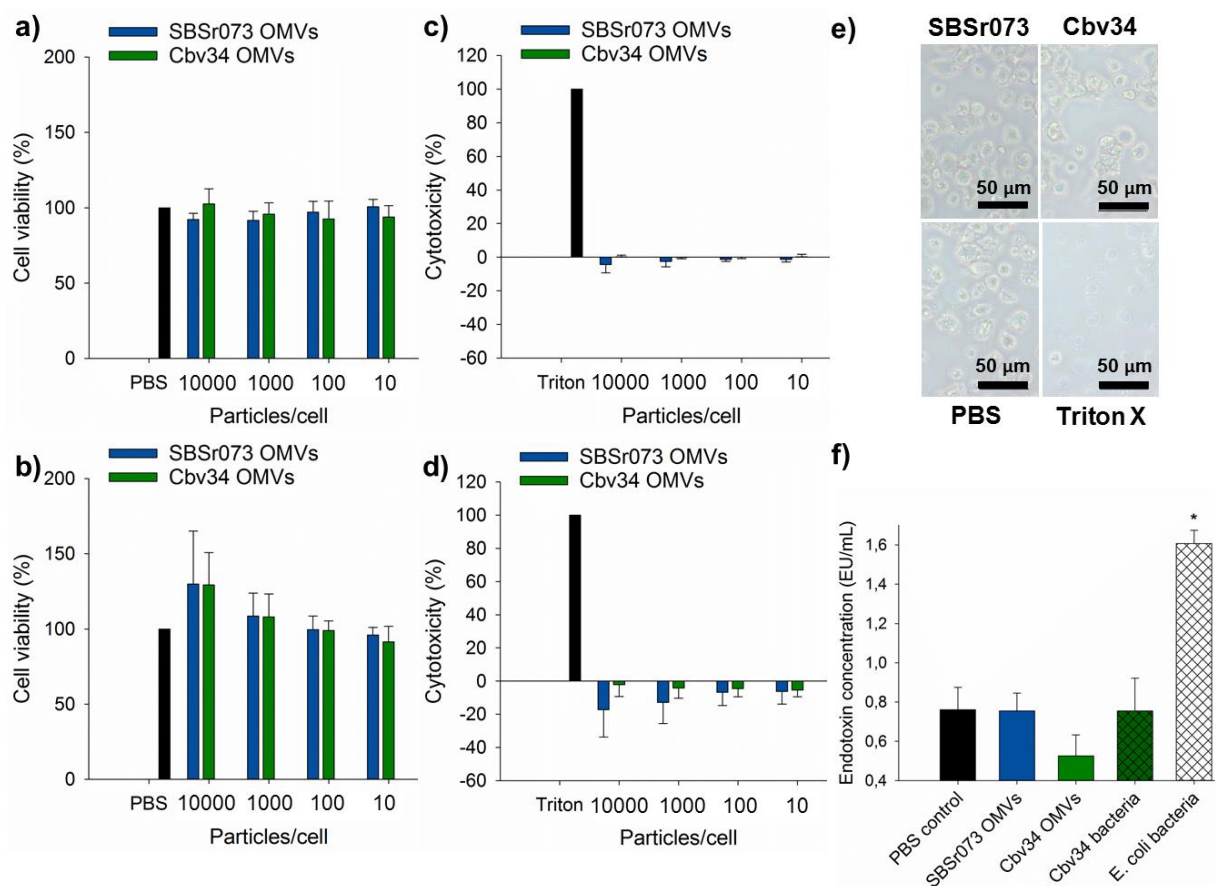 a)
SBSr073 OMVs
Cbv34 OMVs
200
150
100
50
0
Cell viability (%)
PBS 10000 1000 100 10
Particles/cell
b)
SBSr073 OMVs
Cbv34 OMVs
200
150
100
50
0
Cell viability (%)
PBS 10000 1000 100 10
Particles/cell
c)
SBSr073 OMVs
Cbv34 OMVs
120
100
80
60
40
20
0
-20
-40
-60
Cytotoxicity (%)
Triton 10000 1000 100 10
Particles/cell
d)
SBSr073 OMVs
Cbv34 OMVs
120
100
80
60
40
20
0
-20
-40
-60
Cytotoxicity (%)
Triton 10000 1000 100 10
Particles/cell
e)
SBSr073 Cbv34
50 µm 50 µm
50 µm 50 µm
PBS Triton X
f)
*
1,6
1,4
1,2
1,0
0,8
0,6
0,4
Endotoxin concentration (EU/mL)
PBS control
SBSr073 OMVs
Cbv34 OMVs
Cbv34 bacteria
E. coli bacteria